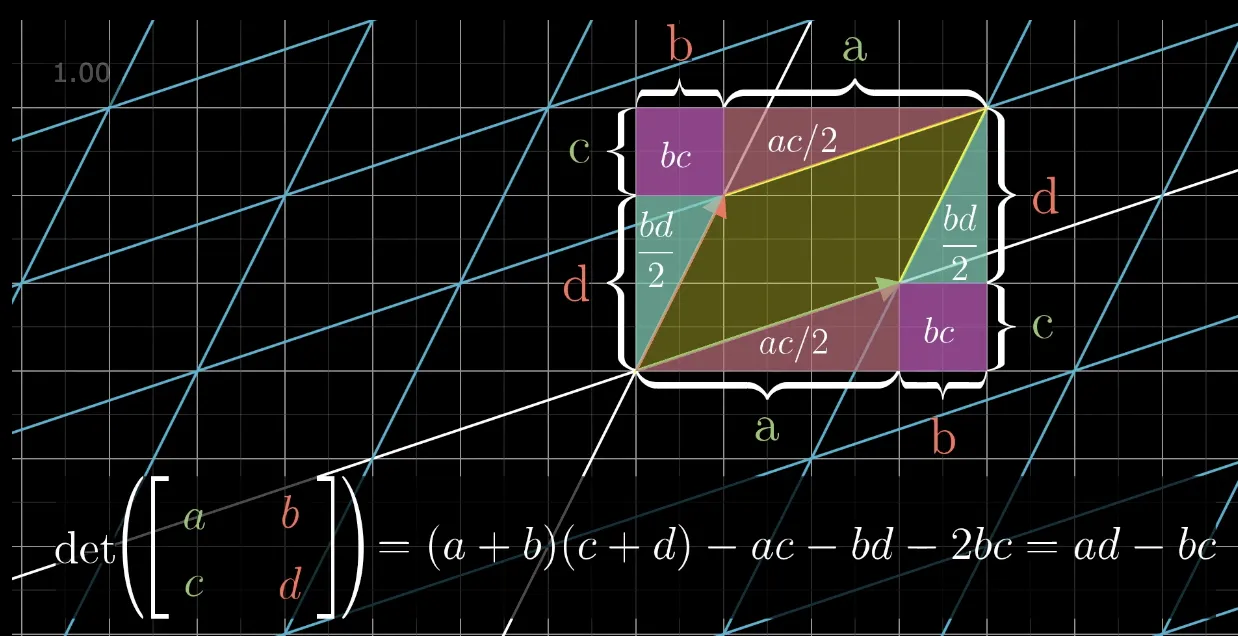 1.00
b a
c bc ac/2
d bd/2 bd/2 d
ac/2 bc c
a b
det([a b; c d]) = (a + b)(c + d) − ac − bd − 2bc = ad − bc